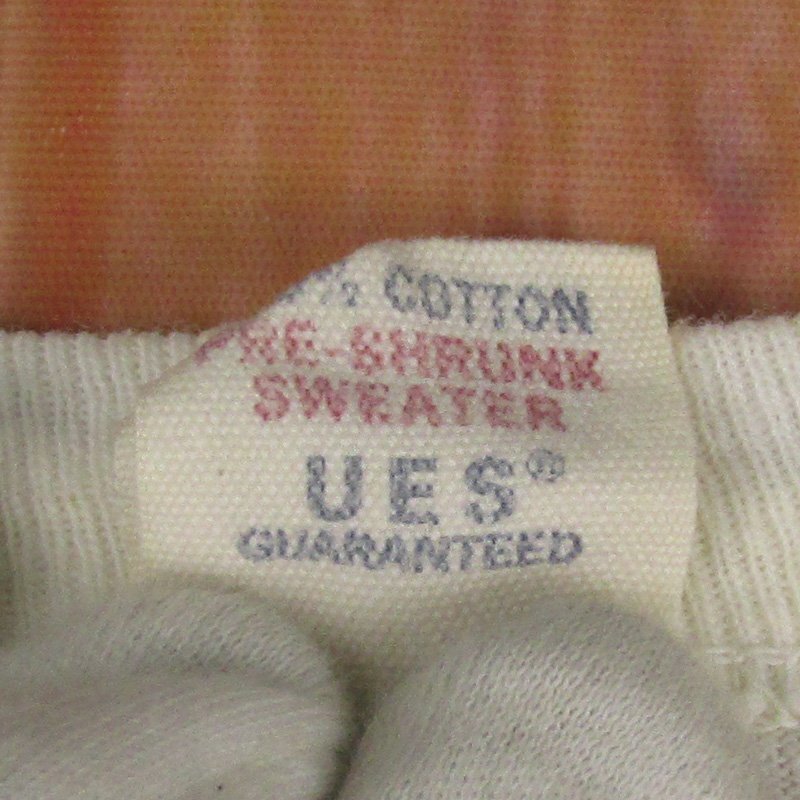 COTTON
PRE-SHRUNK
SWEATER
UES®
GUARANTEED